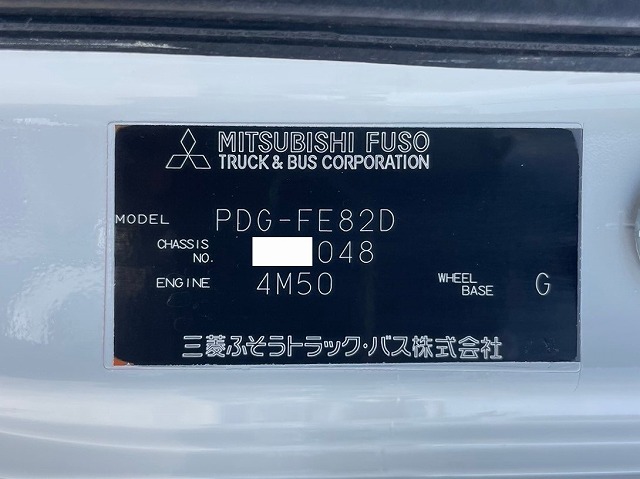 MITSUBISHI FUSO
TRUCK & BUS CORPORATION
MODEL PDG-FE82D
CHASSIS NO. 048
ENGINE 4M50 WHEEL BASE G
三菱ふそうトラック・バス株式会社